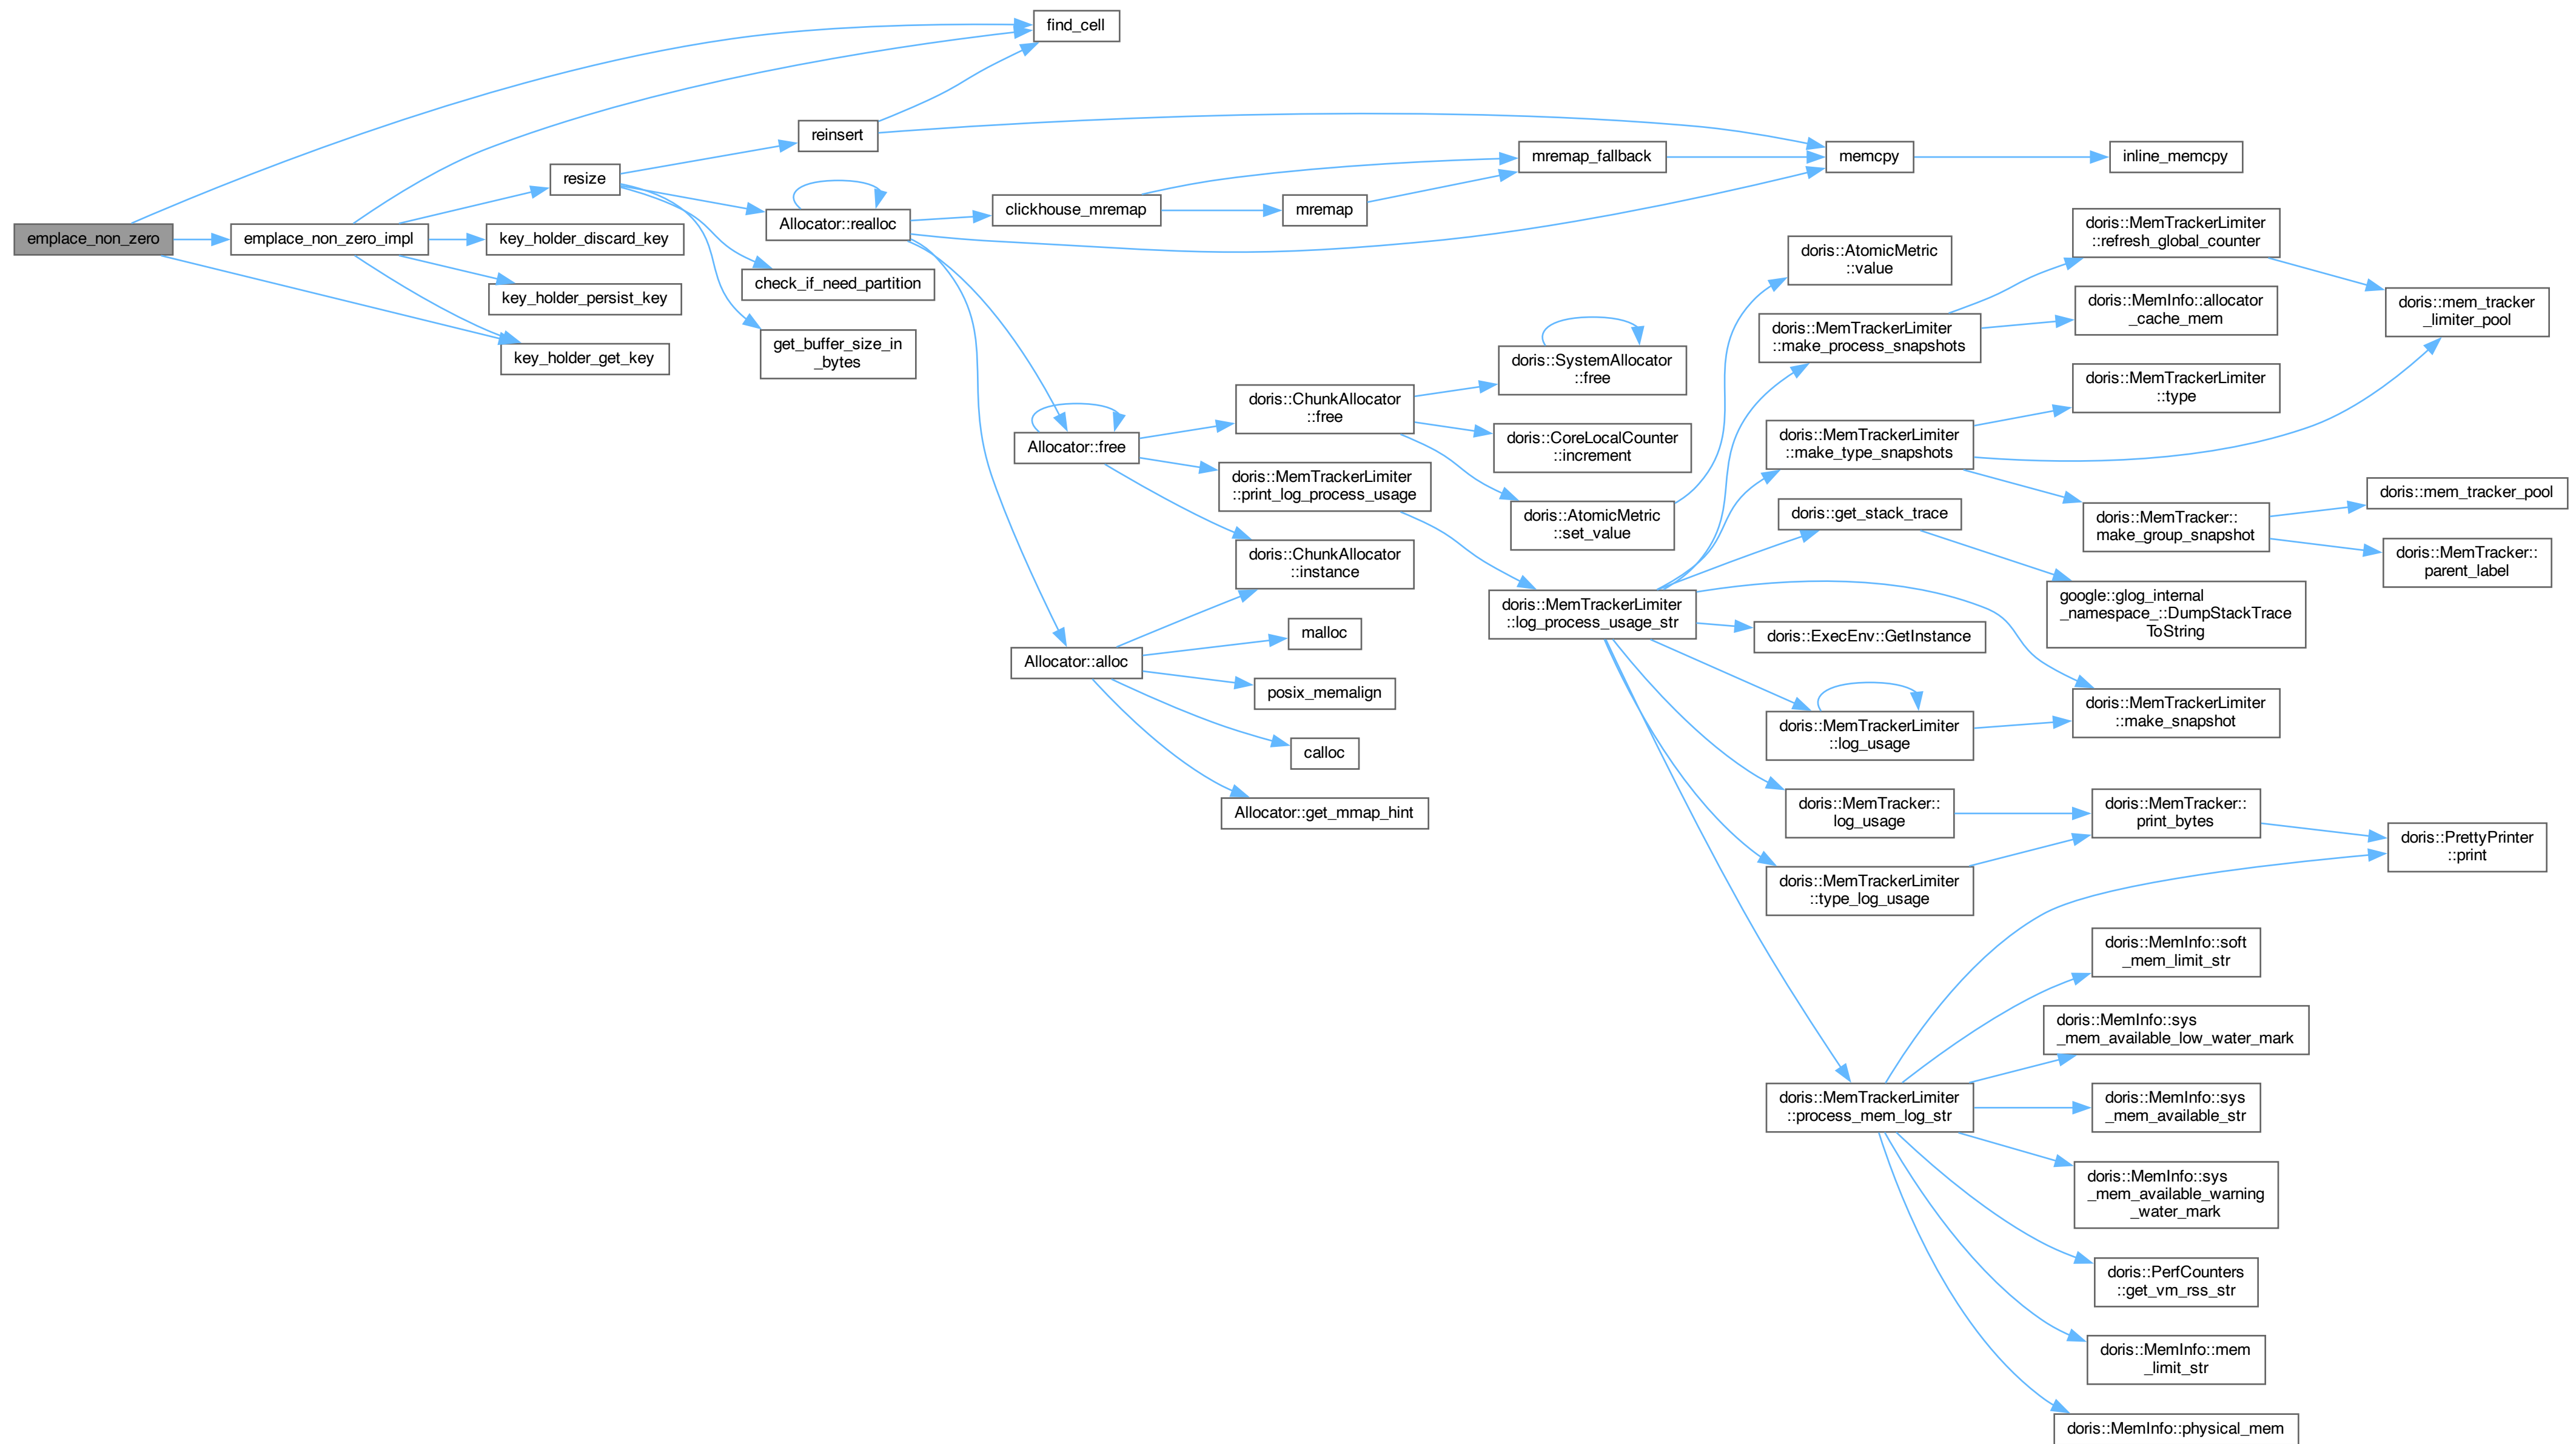 find_cell
reinsert
resize
emplace_non_zero
emplace_non_zero_impl
key_holder_discard_key
key_holder_persist_key
key_holder_get_key
Allocator::realloc
check_if_need_partition
get_buffer_size_in
_bytes
clickhouse_mremap
mremap
mremap_fallback
memcpy
inline_memcpy
Allocator::free
Allocator::alloc
doris::ChunkAllocator
::free
doris::MemTrackerLimiter
::print_log_process_usage
doris::ChunkAllocator
::instance
malloc
posix_memalign
calloc
Allocator::get_mmap_hint
doris::SystemAllocator
::free
doris::CoreLocalCounter
::increment
doris::AtomicMetric
::set_value
doris::MemTrackerLimiter
::log_process_usage_str
doris::AtomicMetric
::value
doris::MemTrackerLimiter
::make_process_snapshots
doris::MemTrackerLimiter
::make_type_snapshots
doris::get_stack_trace
doris::ExecEnv::GetInstance
doris::MemTrackerLimiter
::log_usage
doris::MemTracker::
log_usage
doris::MemTrackerLimiter
::type_log_usage
doris::MemTrackerLimiter
::process_mem_log_str
doris::MemTrackerLimiter
::refresh_global_counter
doris::MemInfo::allocator
_cache_mem
doris::MemTrackerLimiter
::type
doris::MemTracker::
make_group_snapshot
google::glog_internal
_namespace_::DumpStackTrace
ToString
doris::MemTrackerLimiter
::make_snapshot
doris::MemTracker::
print_bytes
doris::MemInfo::soft
_mem_limit_str
doris::MemInfo::sys
_mem_available_low_water_mark
doris::MemInfo::sys
_mem_available_str
doris::MemInfo::sys
_mem_available_warning
_water_mark
doris::PerfCounters
::get_vm_rss_str
doris::MemInfo::mem
_limit_str
doris::MemInfo::physical_mem
doris::mem_tracker
_limiter_pool
doris::mem_tracker_pool
doris::MemTracker::
parent_label
doris::PrettyPrinter
::print